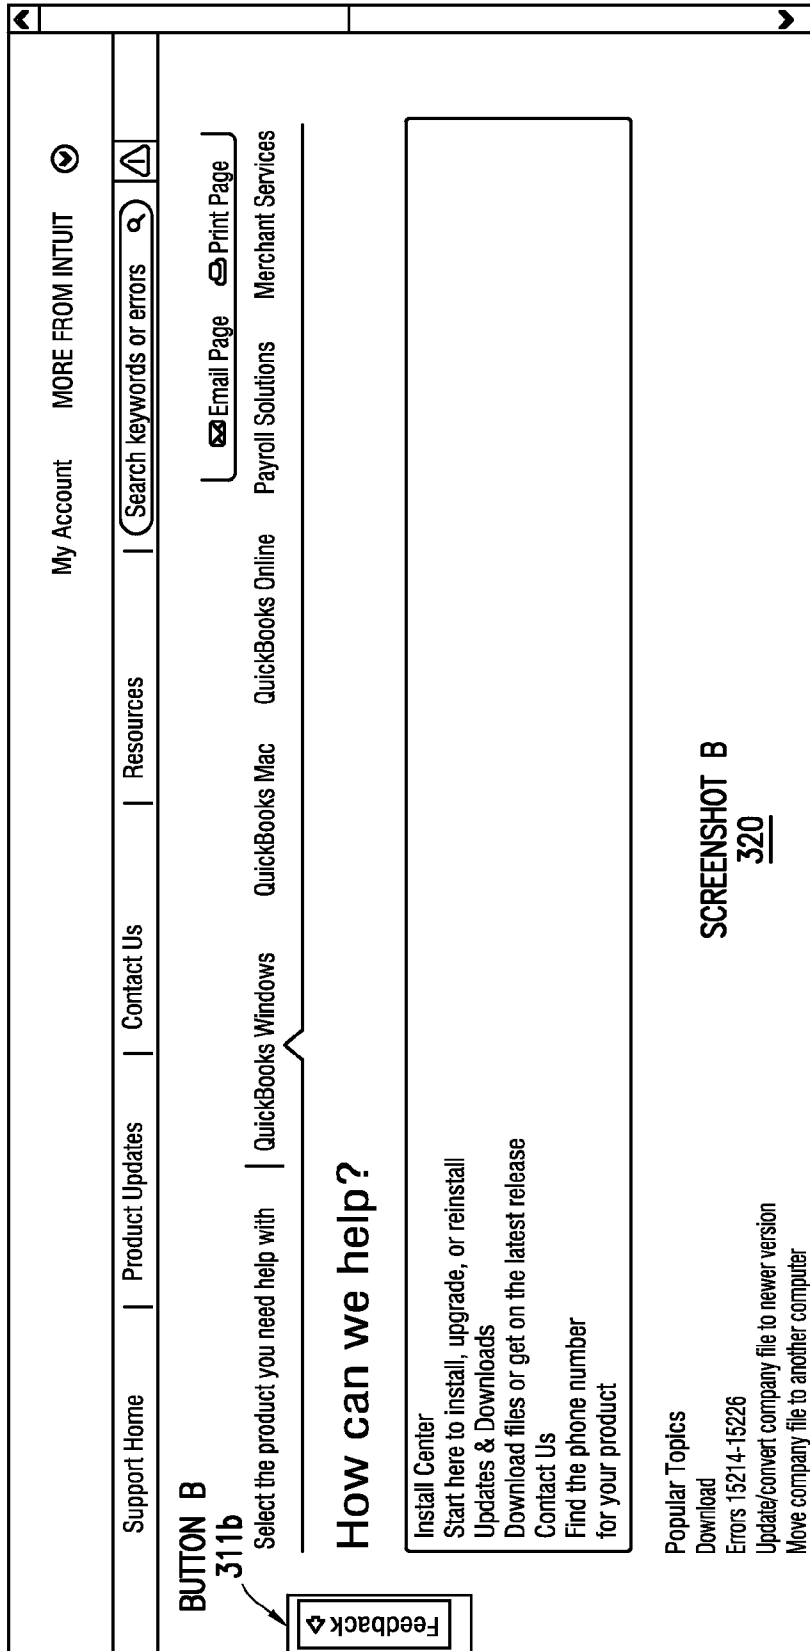 My Account MORE FROM INTUIT
Support Home | Product Updates | Contact Us | Resources | Search keywords or errors
BUTTON B
311b
Email Page Print Page
Select the product you need help with | QuickBooks Windows QuickBooks Mac QuickBooks Online Payroll Solutions Merchant Services
How can we help?
Feedback
Install Center
Start here to install, upgrade, or reinstall
Updates & Downloads
Download files or get on the latest release
Contact Us
Find the phone number
for your product
Popular Topics
Download
Errors 15214-15226
Update/convert company file to newer version
Move company file to another computer
SCREENSHOT B
320